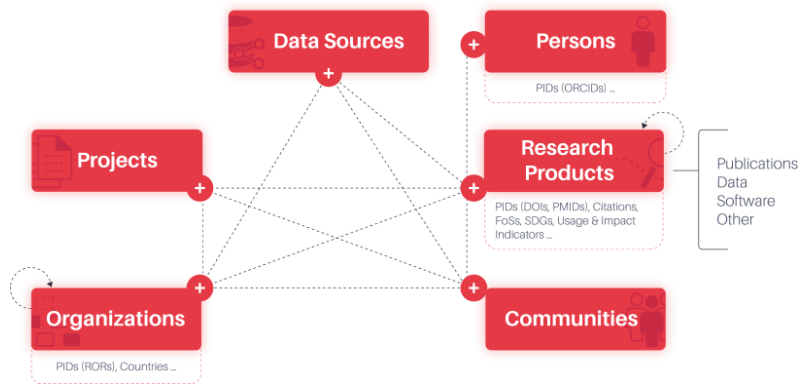 Data Sources
Persons
PIDs (ORCIDs) ...
Projects
Research
Products
PIDs (DOIs, PMIDs), Citations,
FoSs, SDGs, Usage & Impact
Indicators ...
Publications
Data
Software
Other
Organizations
PIDs (RORs), Countries ...
Communities